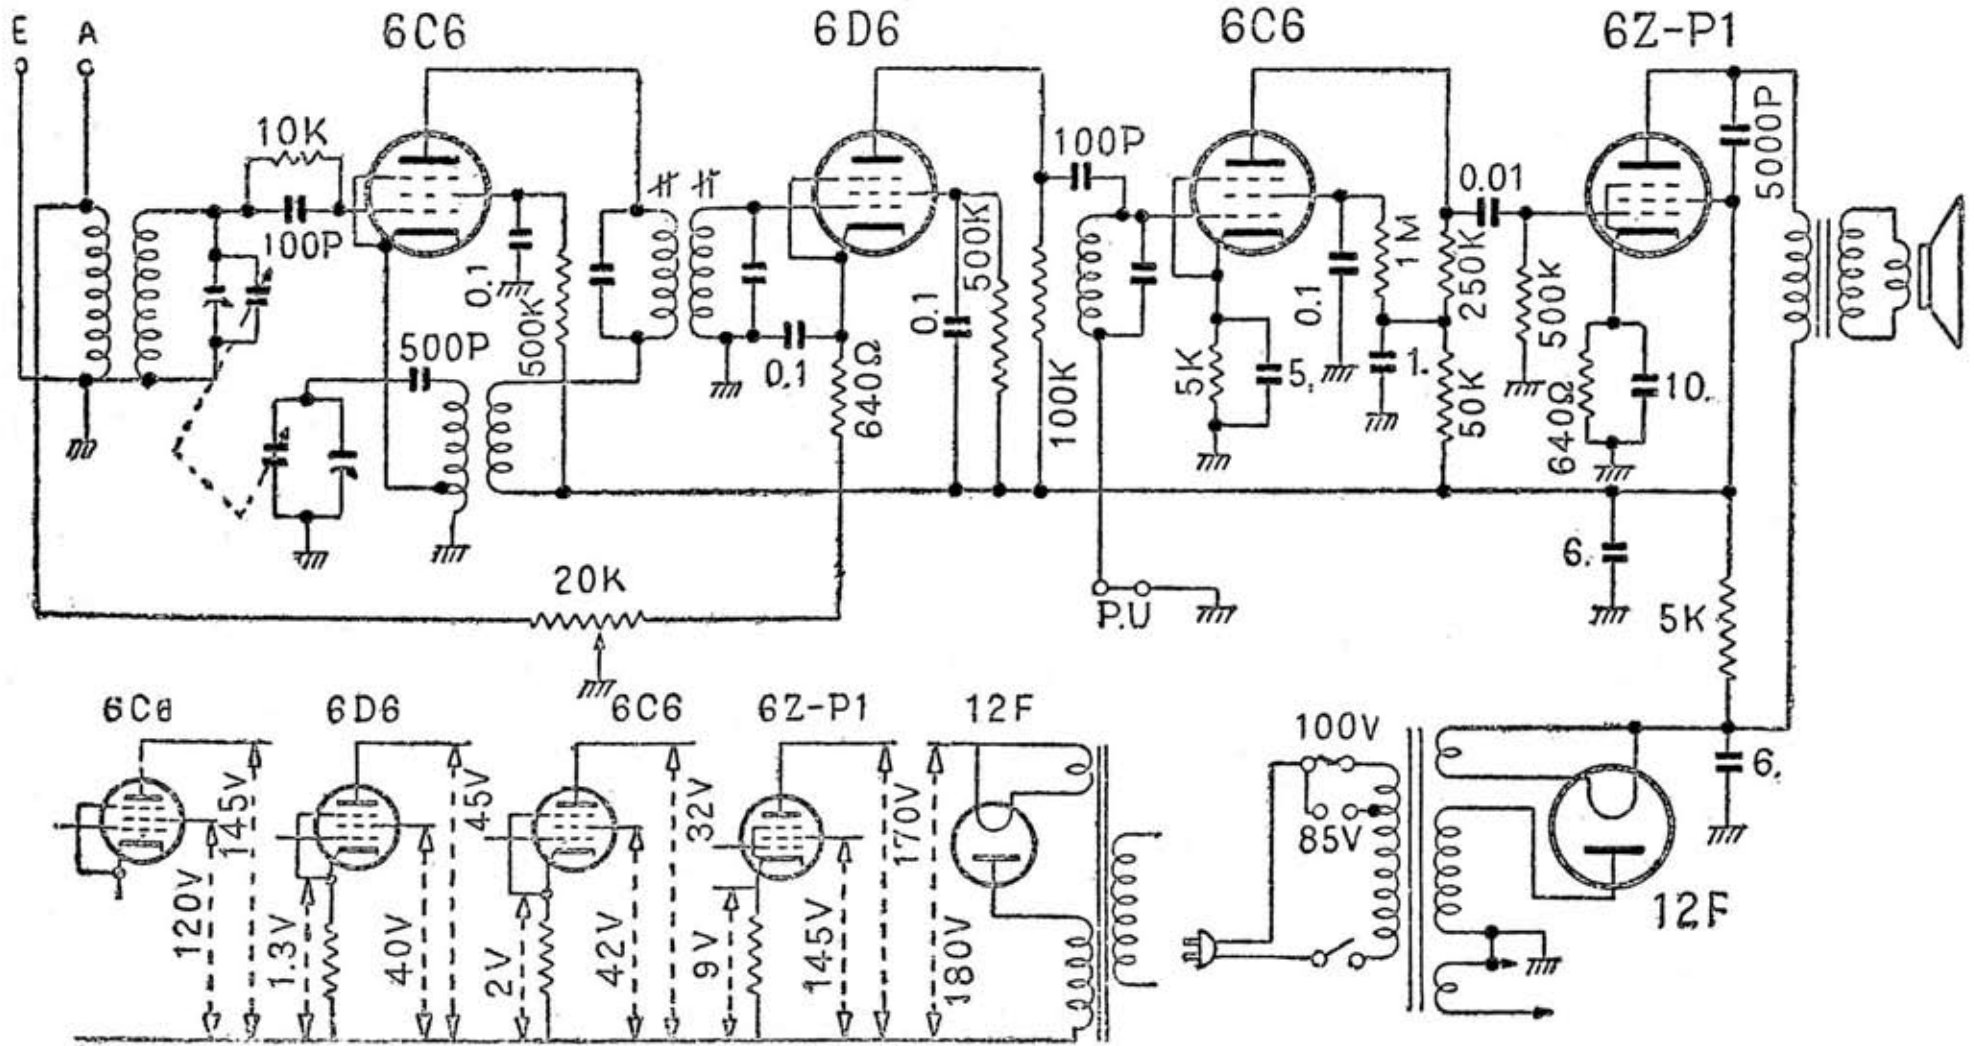 E A
6C6
6D6
6C6
6Z-P1
10K
100P
0.1
500K
500P
0.1
640Ω
0.1
500K
100K
100P
5K
5.
0.1
1M
1.
250K
50K
0.01
500K
640Ω
10.
5000P
6.
5K
6.
P.U
20K
6C6
6D6
6C6
6Z-P1
12F
120V
145V
1.3V
40V
45V
2V
42V
32V
9V
145V
170V
180V
100V
85V
12F